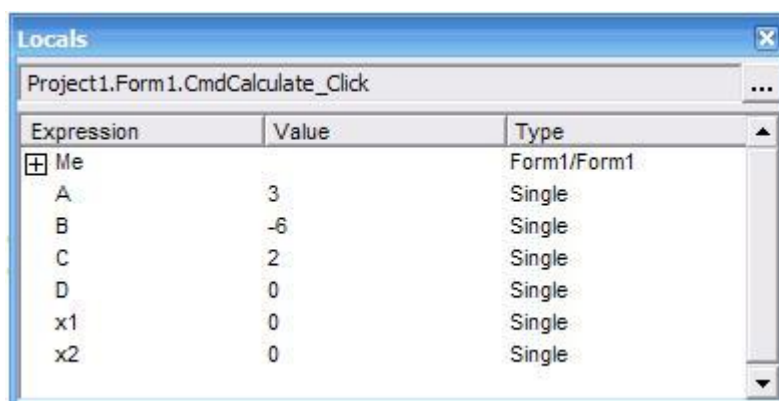 Locals
Project1.Form1.CmdCalculate_Click ...
Expression Value Type
Me Form1/Form1
A 3 Single
B -6 Single
C 2 Single
D 0 Single
x1 0 Single
x2 0 Single